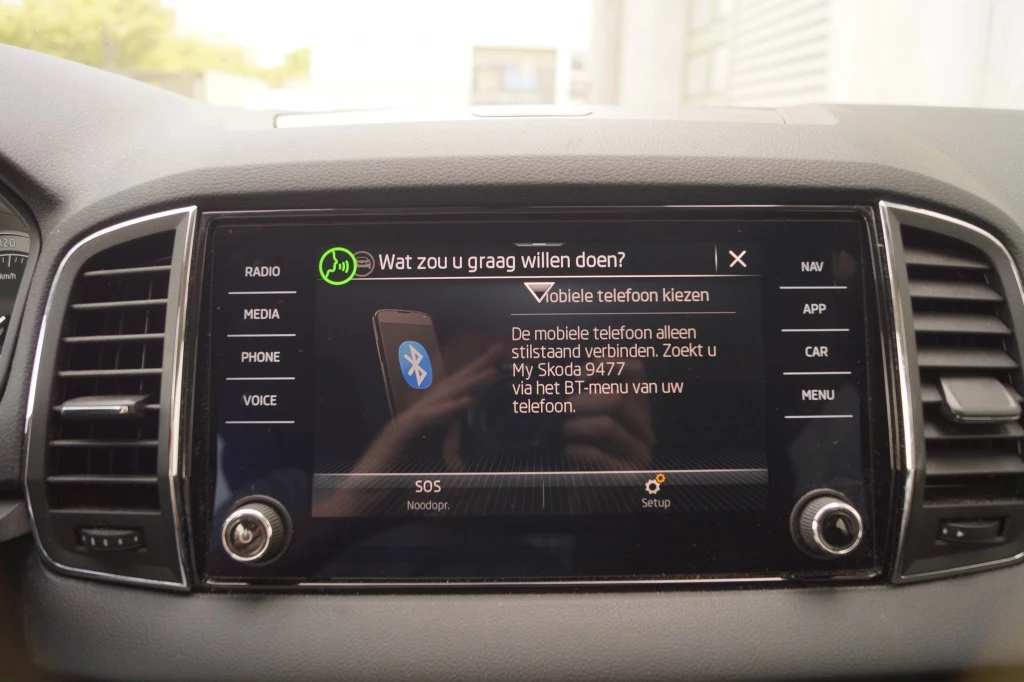 Wat zou u graag willen doen?
RADIO
MEDIA
PHONE
VOICE
obiele telefoon kiezen
De mobiele telefoon alleen
stilstaand verbinden. Zoekt u
My Skoda 9477
via het BT-menu van uw
telefoon.
SOS
Noodopr.
Setup
NAV
APP
CAR
MENU
km/h